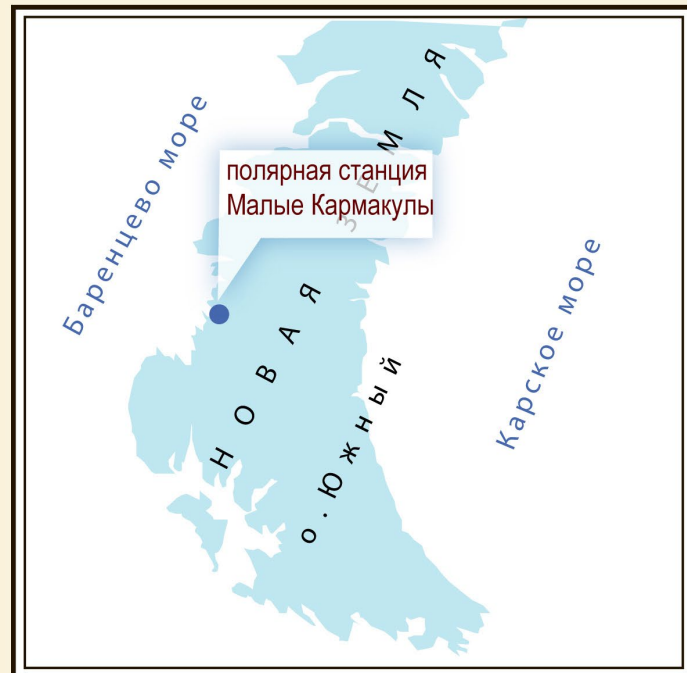 Баренцево море
полярная станция
Малые Кармакулы
НОВАЯ ЗЕМЛЯ
о.Южный
Карское море